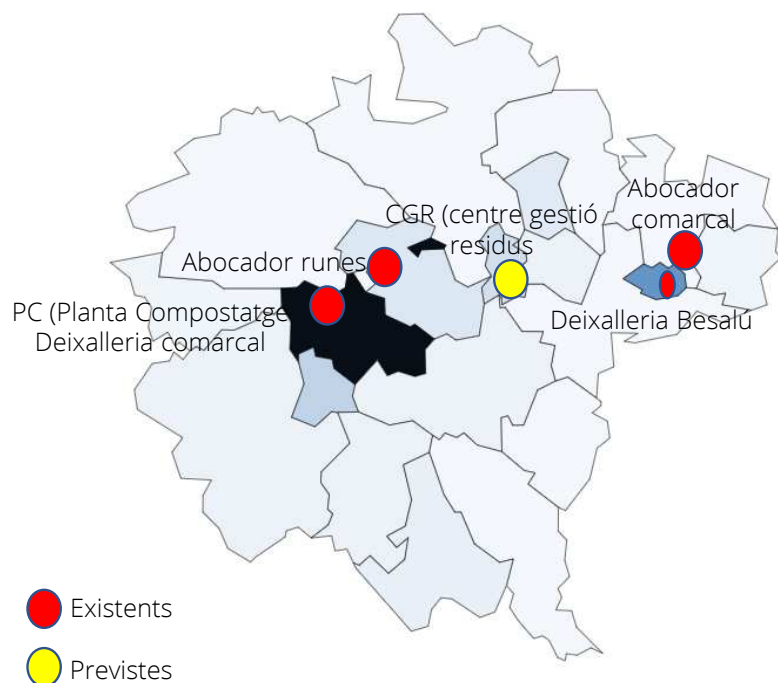 Abocador
comarcal
CGR (centre gestió
residus
Abocador runes
PC (Planta Compostatge
Deixalleria comarcal
Deixalleria Besalú
Existents
Previstes